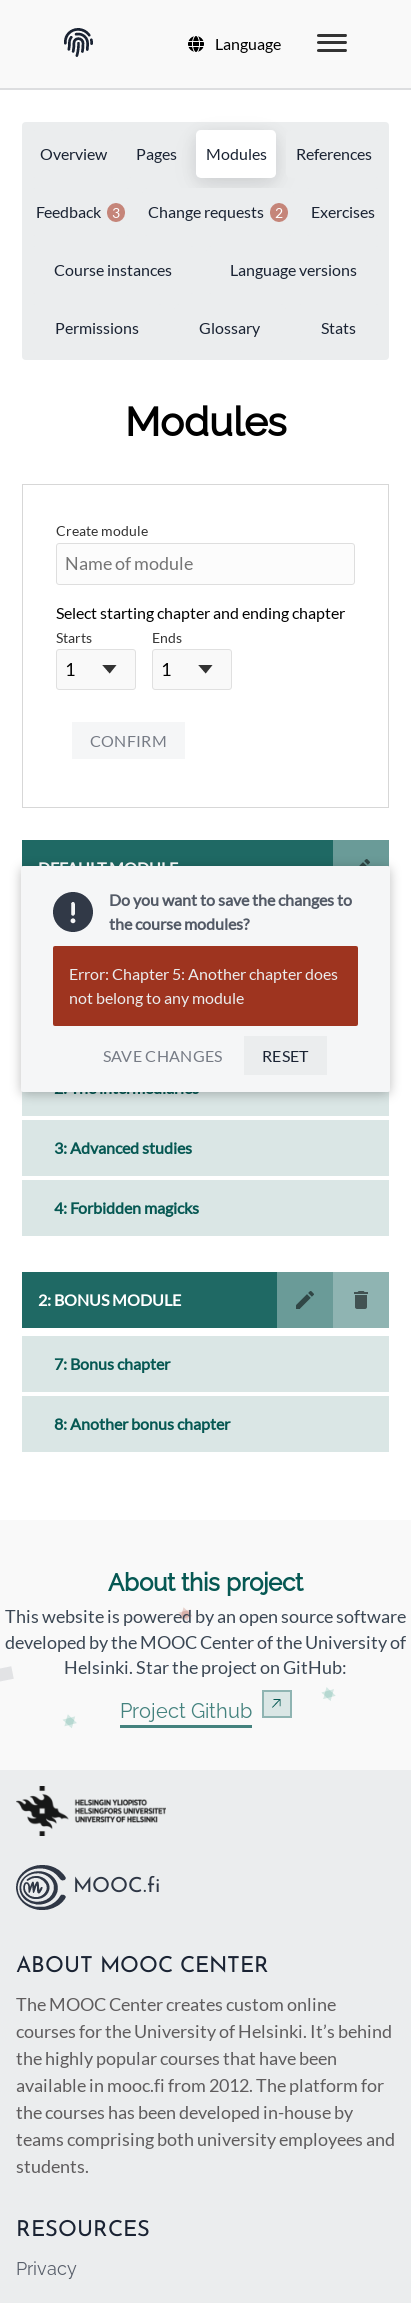 Language
Overview Pages Modules References
Feedback 3 Change requests 2 Exercises
Course instances Language versions
Permissions Glossary Stats
Modules
Create module
Name of module
Select starting chapter and ending chapter
Starts Ends
1 1
CONFIRM
DEFAULT MODULE
Do you want to save the changes to
the course modules?
Error: Chapter 5: Another chapter does
not belong to any module
SAVE CHANGES RESET
2: The intermediaries
3: Advanced studies
4: Forbidden magicks
2: BONUS MODULE
7: Bonus chapter
8: Another bonus chapter
About this project
This website is powered by an open source software
developed by the MOOC Center of the University of
Helsinki. Star the project on GitHub:
Project Github
HELSINGIN YLIOPISTO
HELSINGFORS UNIVERSITET
UNIVERSITY OF HELSINKI
MOOC.fi
ABOUT MOOC CENTER
The MOOC Center creates custom online
courses for the University of Helsinki. It’s behind
the highly popular courses that have been
available in mooc.fi from 2012. The platform for
the courses has been developed in-house by
teams comprising both university employees and
students.
RESOURCES
Privacy